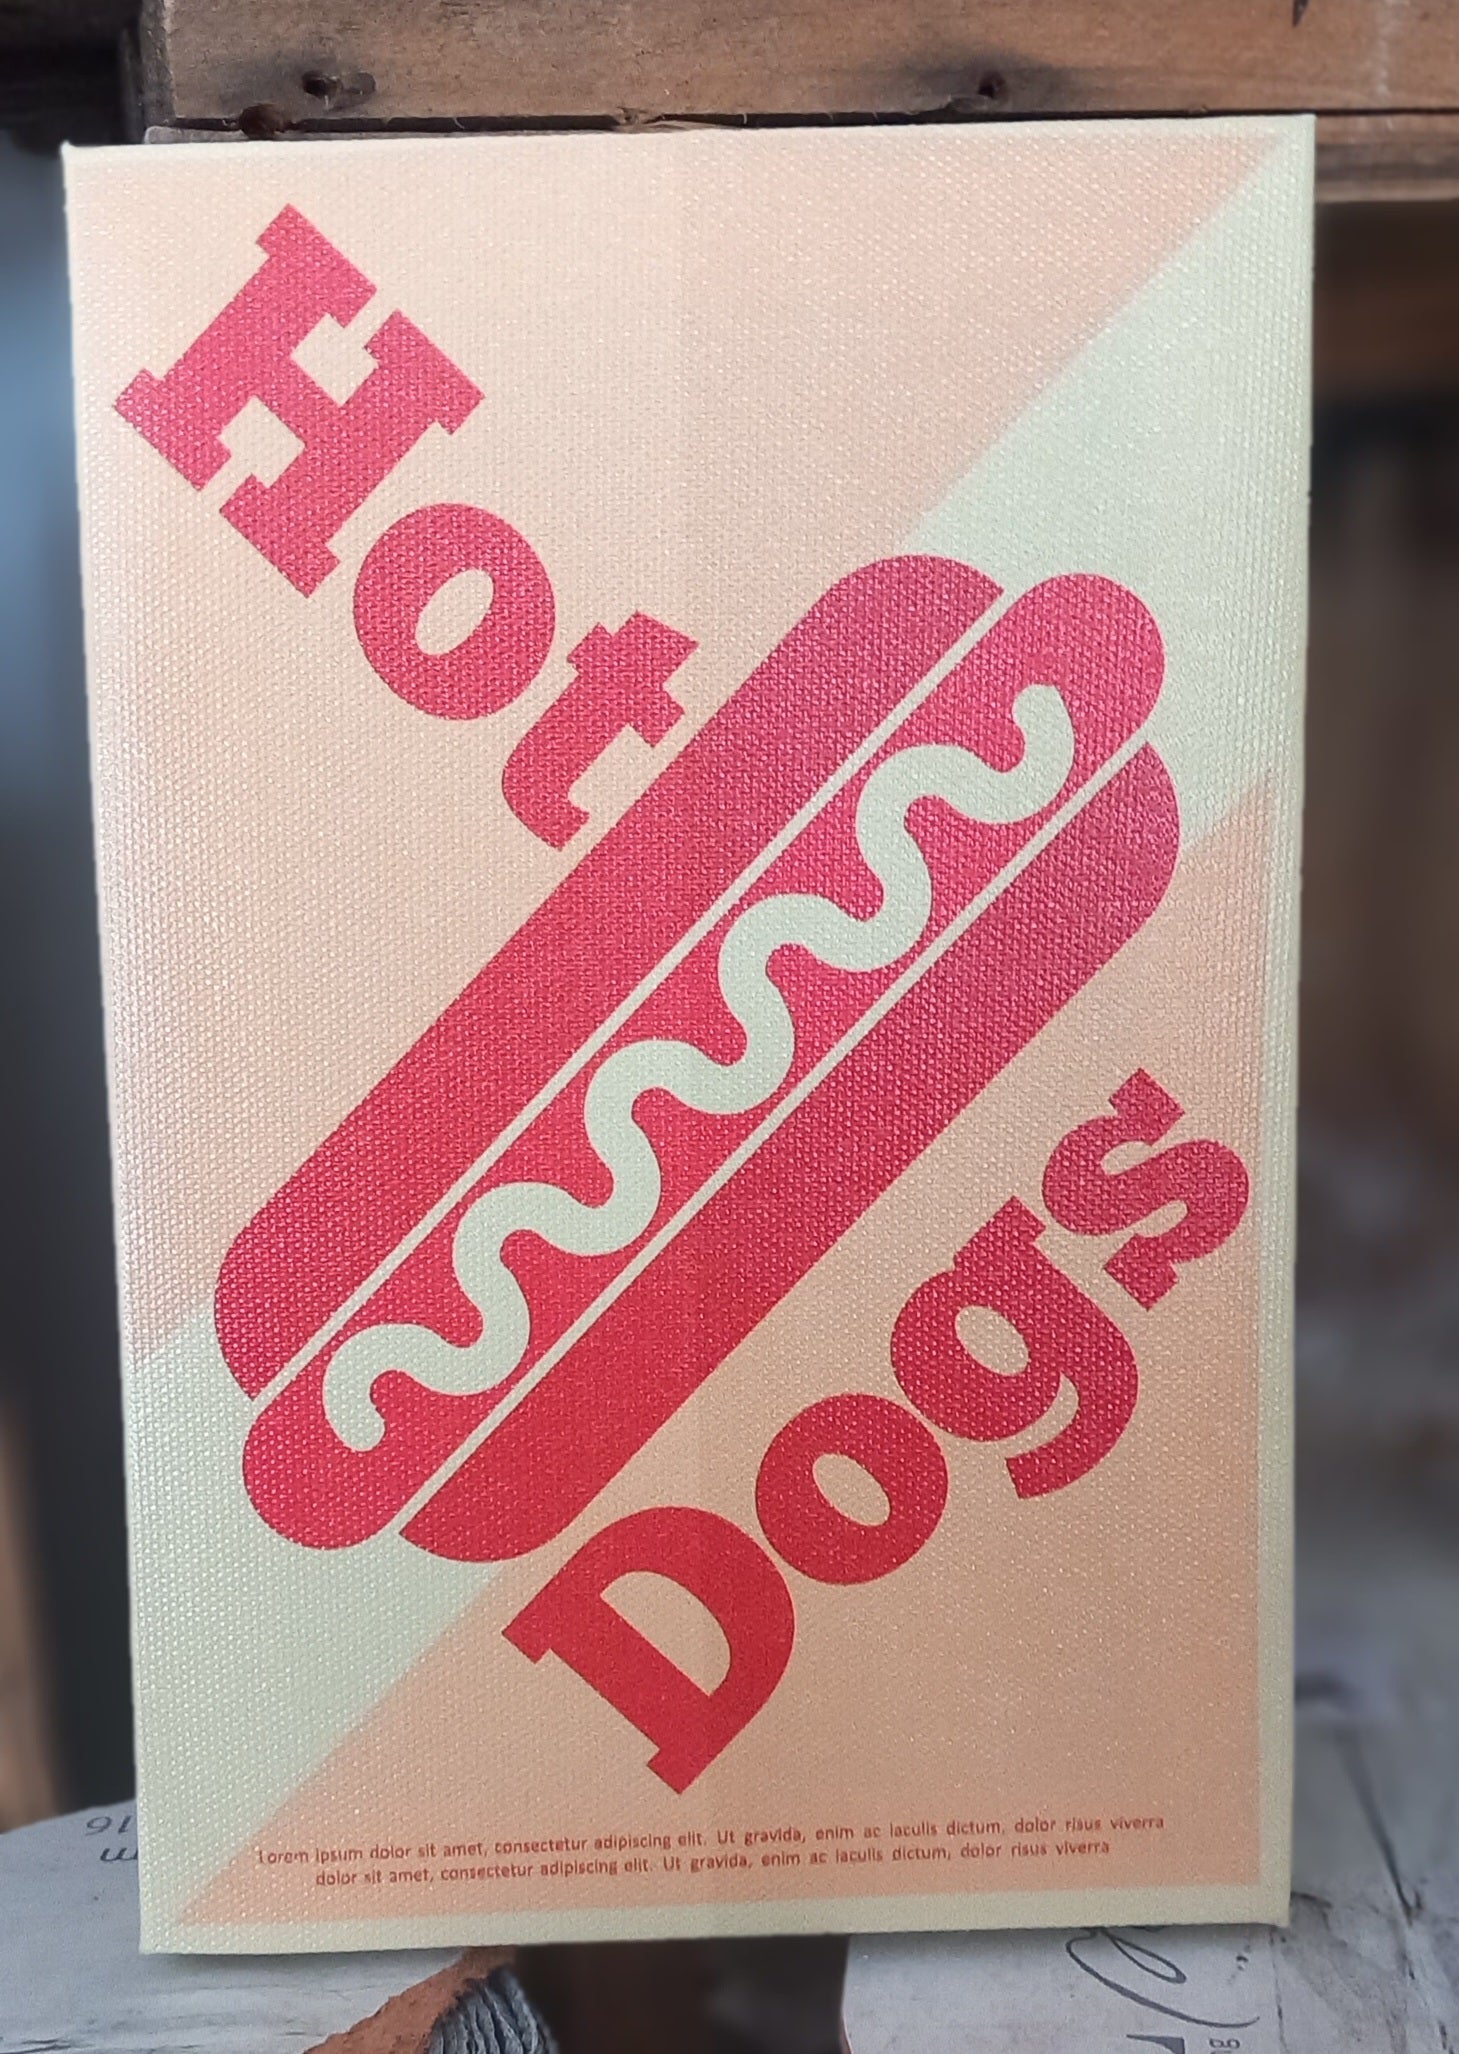 Hot
Dogs
Lorem ipsum dolor sit amet, consectetur adipiscing elit. Ut gravida, enim ac iaculis dictum, dolor risus viverra
dolor sit amet, consectetur adipiscing elit. Ut gravida, enim ac iaculis dictum, dolor risus viverra
16